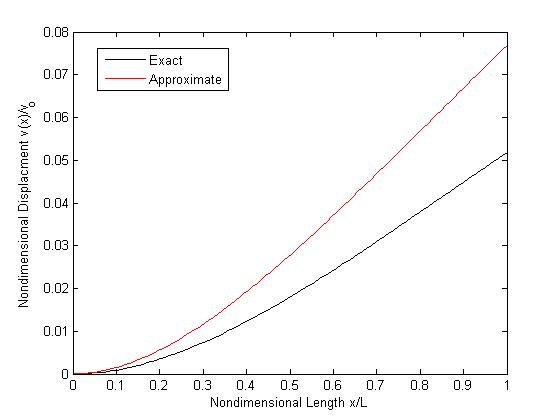 0.08
0.07
0.06
0.05
0.04
0.03
0.02
0.01
0
Exact
Approximate
Nondimensional Displacment v(x)/v₀
0 0.1 0.2 0.3 0.4 0.5 0.6 0.7 0.8 0.9 1
Nondimensional Length x/L